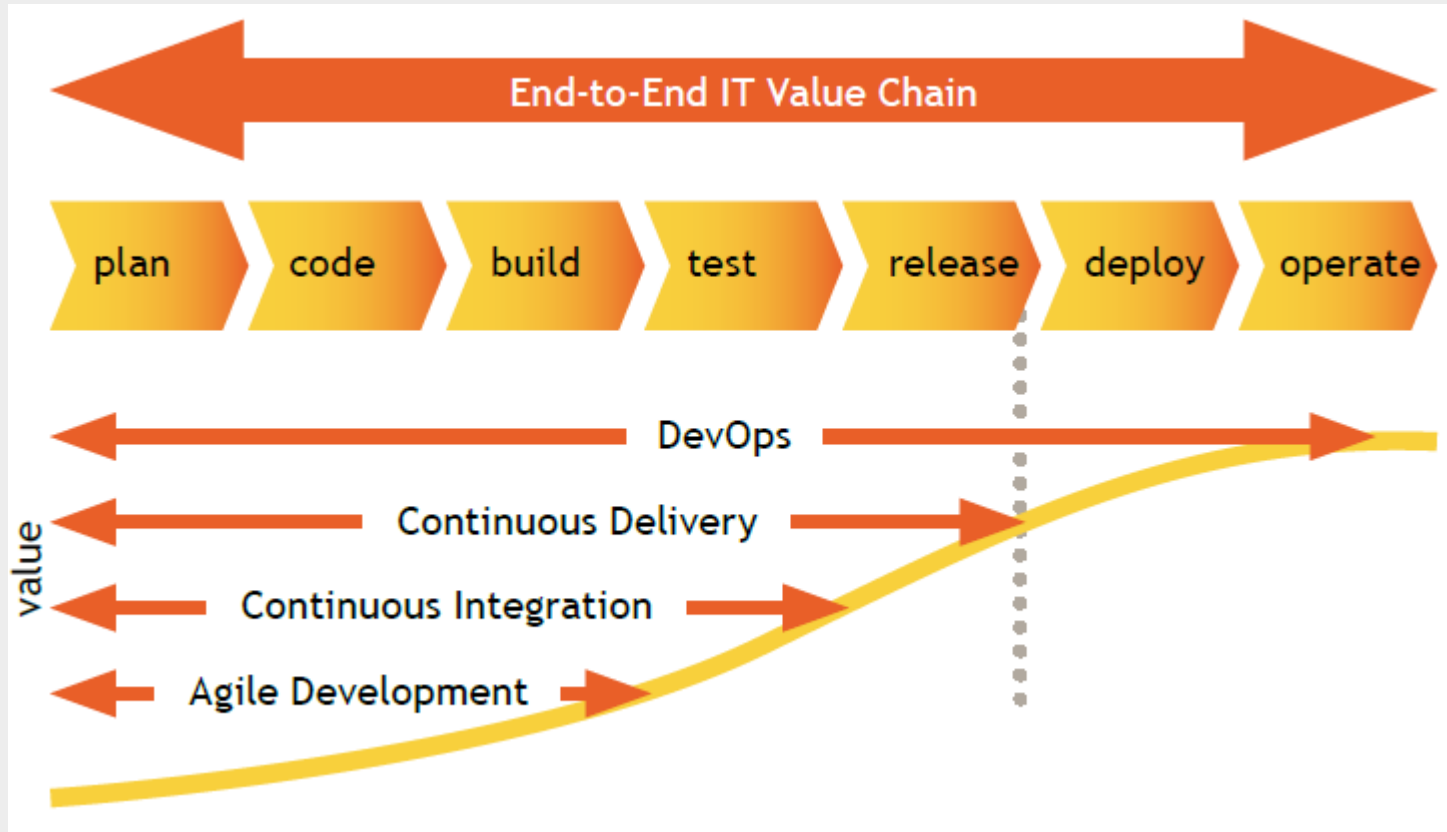 End-to-End IT Value Chain
plan
code
build
test
release
deploy
operate
DevOps
Continuous Delivery
value
Continuous Integration
Agile Development